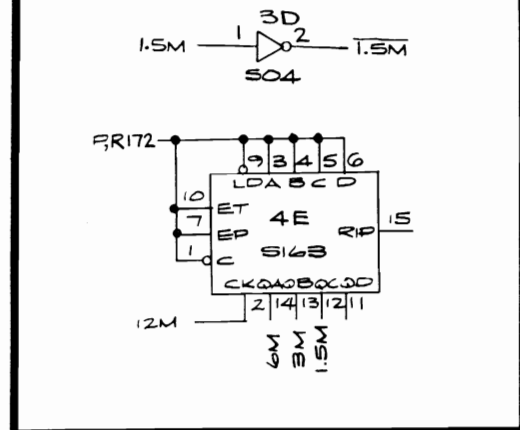 3D
1.5M 1 2 1.5M
S04
P,R172
9 3 4 5 6
LD A B C D
10 ET
7 EP
4E
S163
RIP 15
1 C
CK QA QB QC QD
2 14 13 12 11
12M
6M
3M
1.5M